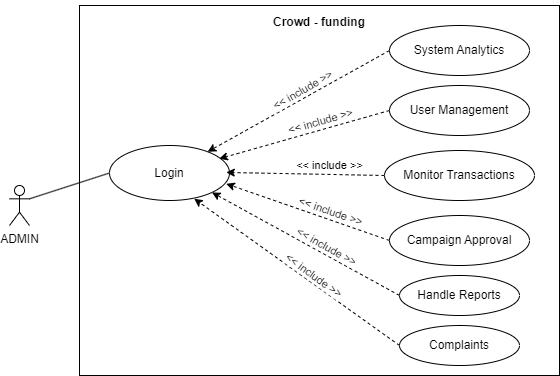 Crowd - funding
System Analytics
<< include >>
User Management
<< include >>
Login
<< include >>
Monitor Transactions
ADMIN
<< include >>
Campaign Approval
<< include >>
Handle Reports
<< include >>
Complaints